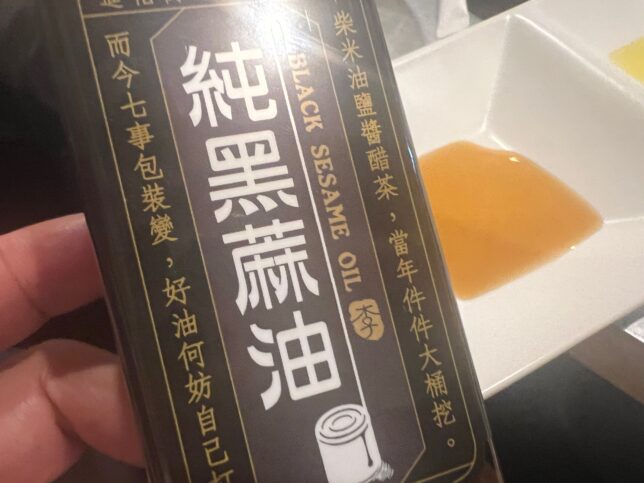 柴米油鹽醬醋茶，當年件件大桶挖。
BLACK SESAME OIL
李
純黑蔴油
而今七事包裝變，好油何妨自己